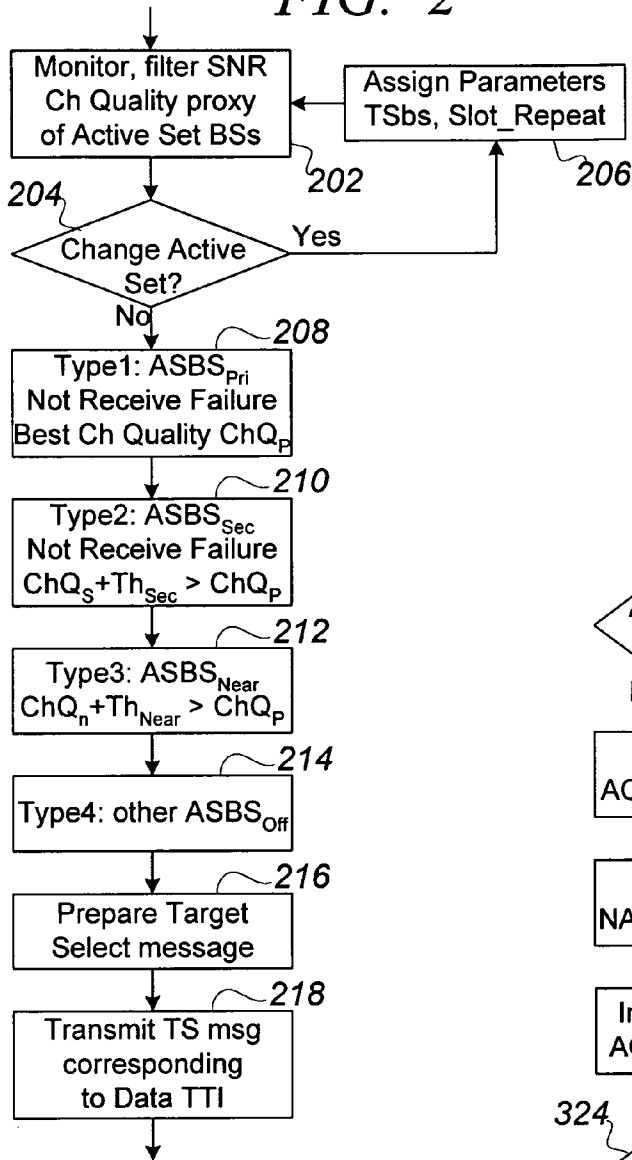 FIG. 2
Monitor, filter SNR
Ch Quality proxy
of Active Set BSs
202
Assign Parameters
TSbs, Slot_Repeat
206
204
Change Active
Set?
Yes
No
208
Type1: ASBSPri
Not Receive Failure
Best Ch Quality ChQP
210
Type2: ASBSSec
Not Receive Failure
ChQS+ThSec > ChQP
212
Type3: ASBSNear
ChQn+ThNear > ChQP
214
Type4: other ASBSOff
216
Prepare Target
Select message
218
Transmit TS msg
corresponding
to Data TTI
324